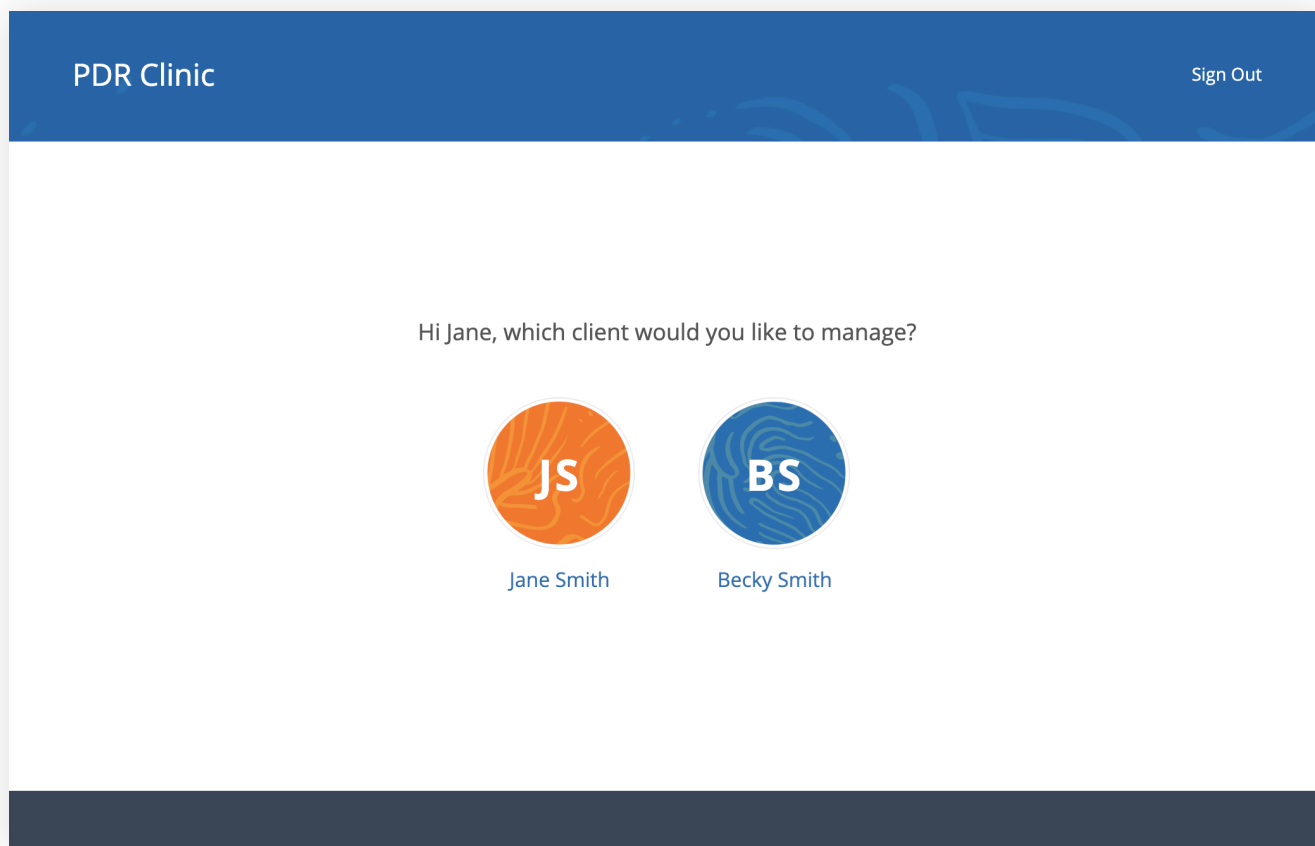 PDR Clinic
Sign Out
Hi Jane, which client would you like to manage?
JS
BS
Jane Smith
Becky Smith